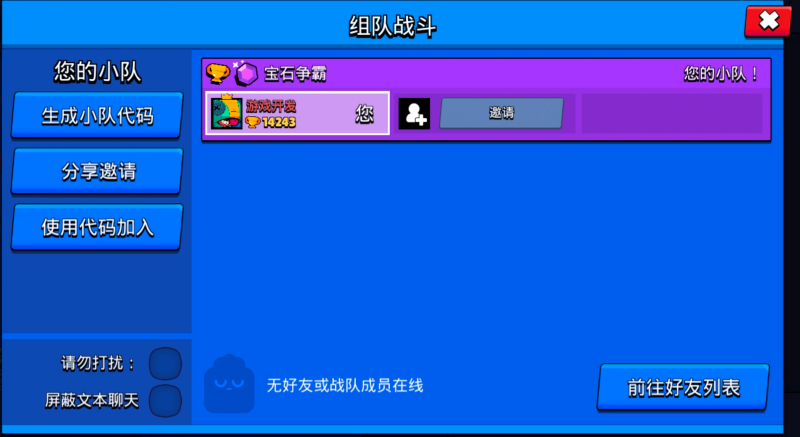 组队战斗
您的小队
生成小队代码
分享邀请
使用代码加入
请勿打扰：
屏蔽文本聊天
宝石争霸
您的小队！
游戏开发
14243
您
邀请
无好友或战队成员在线
前往好友列表